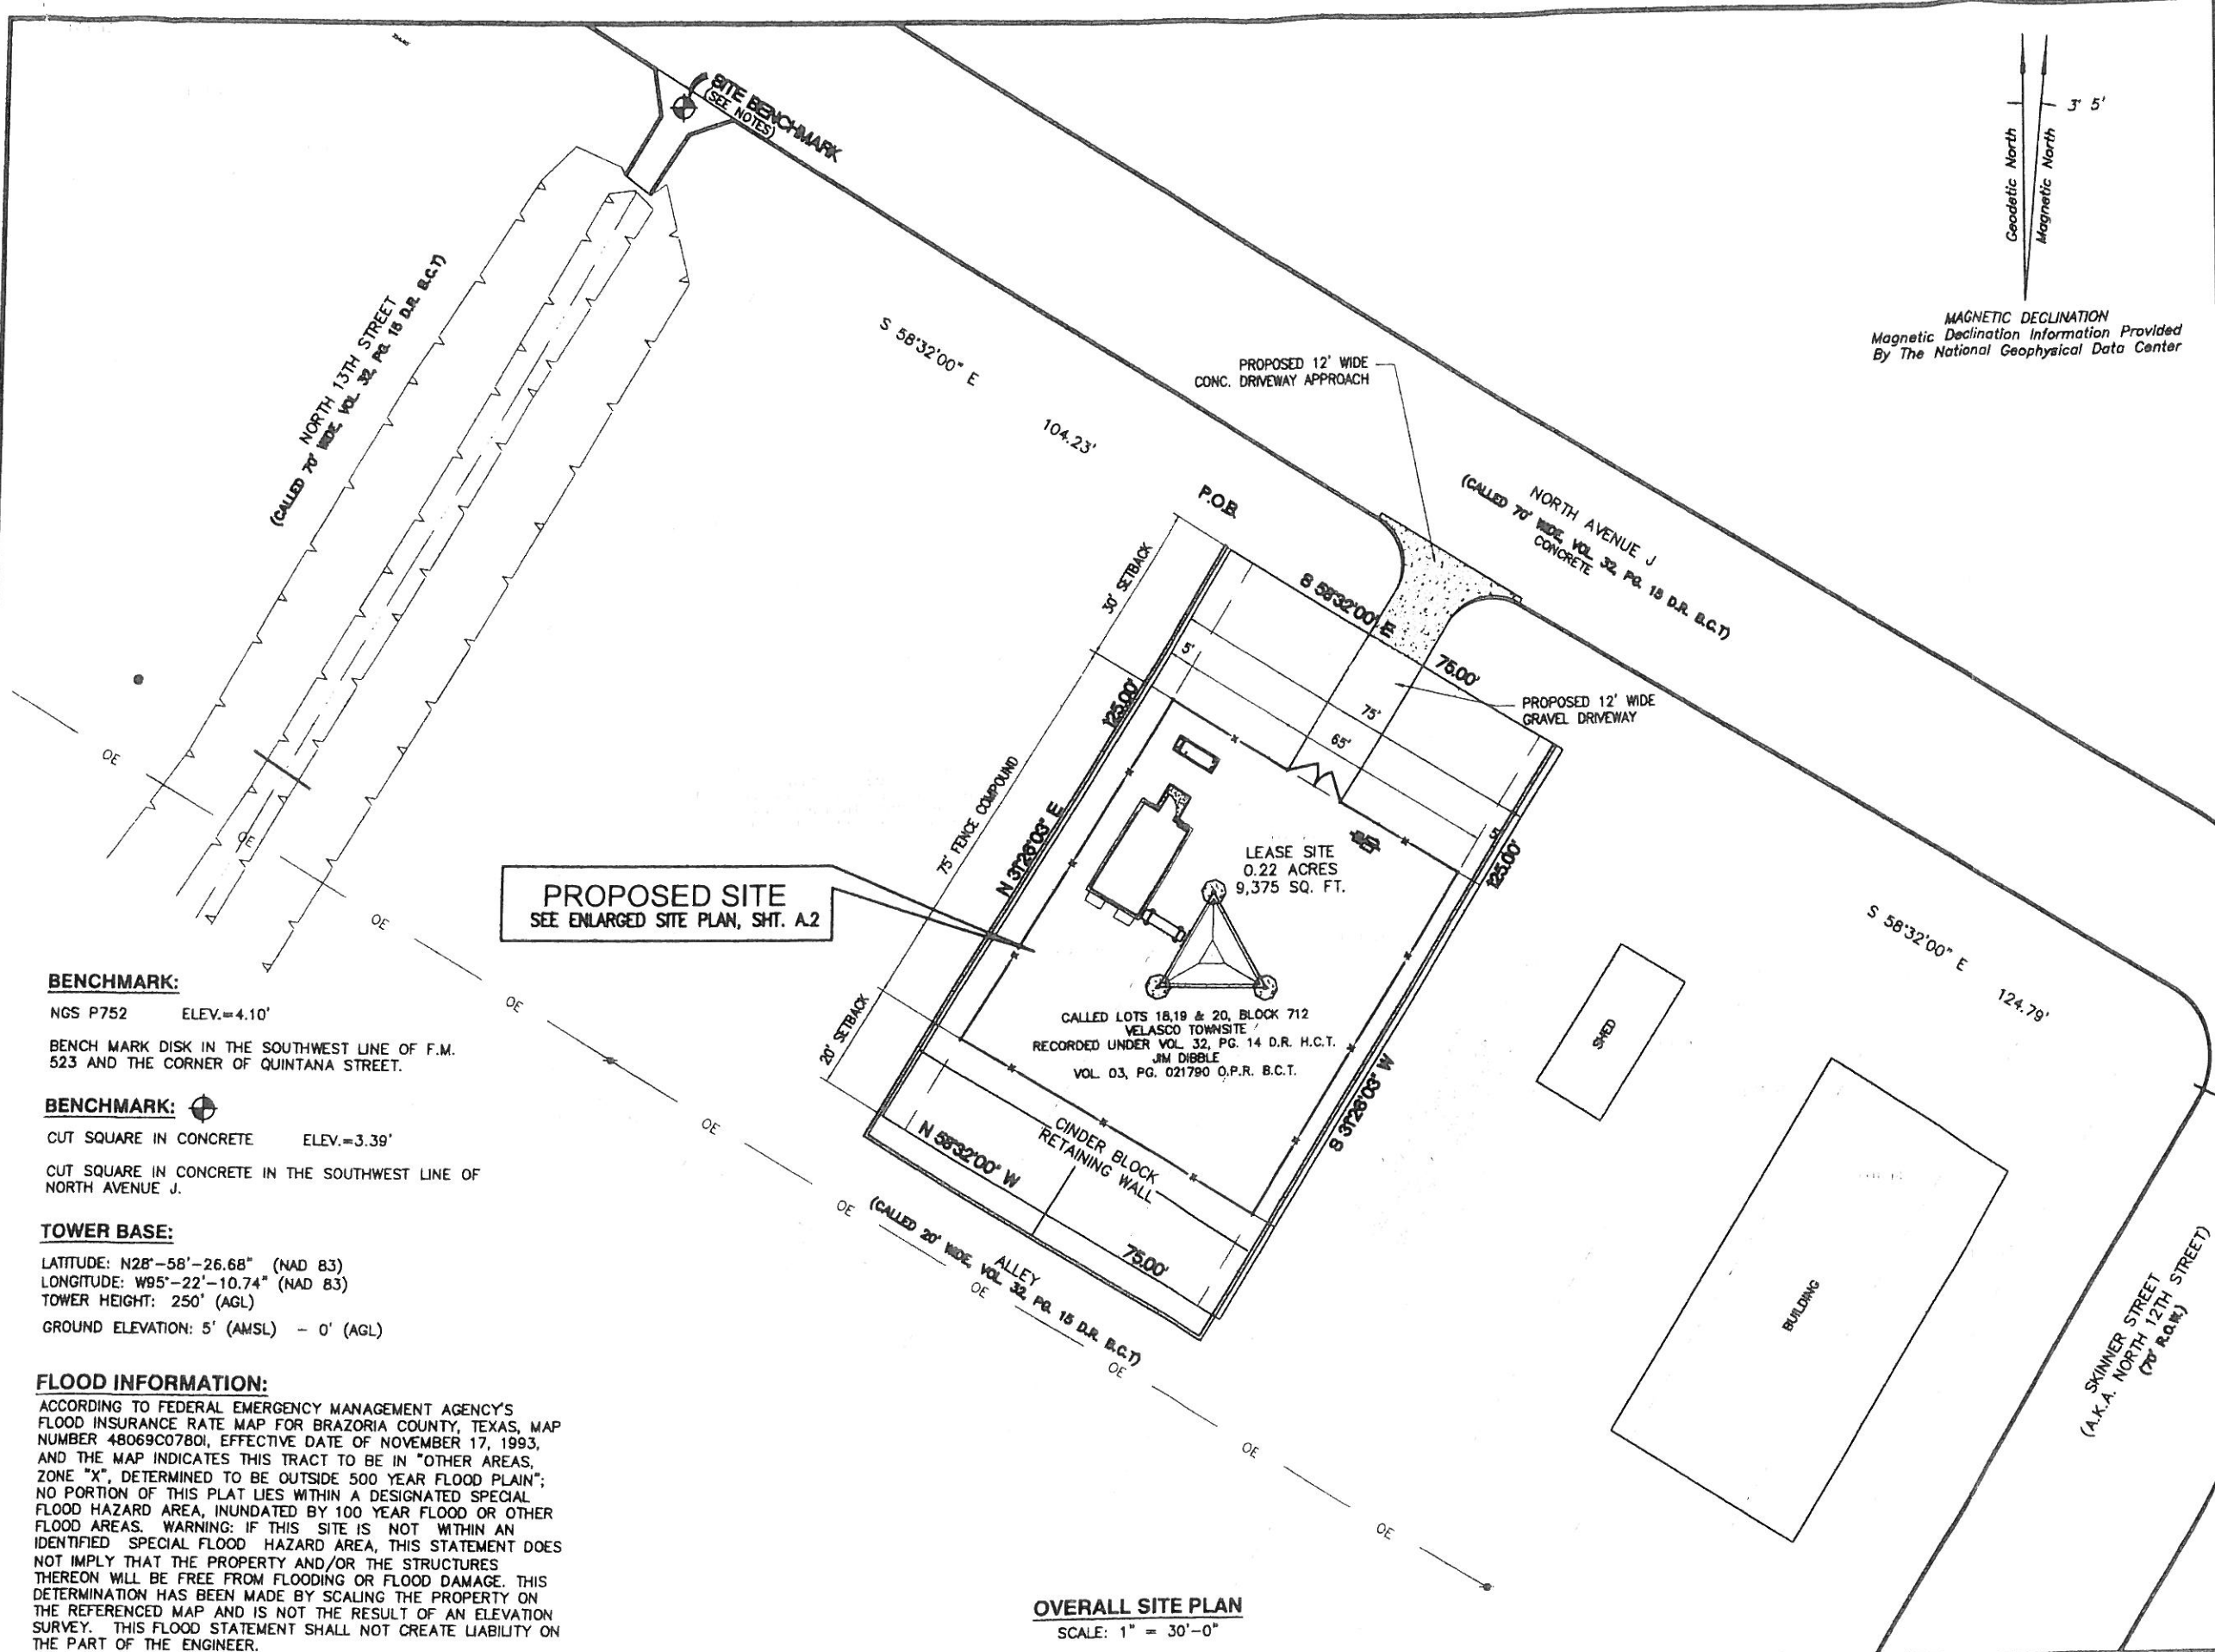 SITE BENCHMARK
(SEE NOTES)
NORTH 13TH STREET
(CALLED 70' WIDE, VOL. 32, PG. 15 D.R. B.C.T)
S 58°32'00" E
104.23'
PROPOSED 12' WIDE
CONC. DRIVEWAY APPROACH
NORTH AVENUE J
(CALLED 70' WIDE, VOL. 32, PG. 15 D.R. B.C.T)
CONCRETE
Geodetic North
Magnetic North
3° 5'
MAGNETIC DECLINATION
Magnetic Declination Information Provided
By The National Geophysical Data Center
P.O.B.
30' SETBACK
S 58°32'00" E
75.00'
5'
75'
65'
5'
PROPOSED 12' WIDE
GRAVEL DRIVEWAY
125.00'
N 31°28'03" E
75' FENCE COMPOUND
20' SETBACK
PROPOSED SITE
SEE ENLARGED SITE PLAN, SHT. A.2
LEASE SITE
0.22 ACRES
9,375 SQ. FT.
125.00'
S 31°28'03" W
CALLED LOTS 18,19 & 20, BLOCK 712
VELASCO TOWNSITE
RECORDED UNDER VOL. 32, PG. 14 D.R. H.C.T.
JIM DIBBLE
VOL. 03, PG. 021790 O.P.R. B.C.T.
CINDER BLOCK
RETAINING WALL
N 58°32'00" W
75.00'
ALLEY
(CALLED 20' WIDE, VOL. 32, PG. 15 D.R. B.C.T)
OE
OE
OE
OE
OE
OE
OE
OE
OE
OE
S 58°32'00" E
124.79'
SHED
BUILDING
SKINNER STREET
(A.K.A. NORTH 12TH STREET)
(70' R.O.W.)
BENCHMARK:
NGS P752 ELEV.=4.10'
BENCH MARK DISK IN THE SOUTHWEST LINE OF F.M.
523 AND THE CORNER OF QUINTANA STREET.
BENCHMARK:
CUT SQUARE IN CONCRETE ELEV.=3.39'
CUT SQUARE IN CONCRETE IN THE SOUTHWEST LINE OF
NORTH AVENUE J.
TOWER BASE:
LATITUDE: N28°-58'-26.68" (NAD 83)
LONGITUDE: W95°-22'-10.74" (NAD 83)
TOWER HEIGHT: 250' (AGL)
GROUND ELEVATION: 5' (AMSL) - 0' (AGL)
FLOOD INFORMATION:
ACCORDING TO FEDERAL EMERGENCY MANAGEMENT AGENCY'S
FLOOD INSURANCE RATE MAP FOR BRAZORIA COUNTY, TEXAS, MAP
NUMBER 48069C0780I, EFFECTIVE DATE OF NOVEMBER 17, 1993,
AND THE MAP INDICATES THIS TRACT TO BE IN "OTHER AREAS,
ZONE "X", DETERMINED TO BE OUTSIDE 500 YEAR FLOOD PLAIN";
NO PORTION OF THIS PLAT LIES WITHIN A DESIGNATED SPECIAL
FLOOD HAZARD AREA, INUNDATED BY 100 YEAR FLOOD OR OTHER
FLOOD AREAS. WARNING: IF THIS SITE IS NOT WITHIN AN
IDENTIFIED SPECIAL FLOOD HAZARD AREA, THIS STATEMENT DOES
NOT IMPLY THAT THE PROPERTY AND/OR THE STRUCTURES
THEREON WILL BE FREE FROM FLOODING OR FLOOD DAMAGE. THIS
DETERMINATION HAS BEEN MADE BY SCALING THE PROPERTY ON
THE REFERENCED MAP AND IS NOT THE RESULT OF AN ELEVATION
SURVEY. THIS FLOOD STATEMENT SHALL NOT CREATE LIABILITY ON
THE PART OF THE ENGINEER.
OVERALL SITE PLAN
SCALE: 1" = 30'-0"